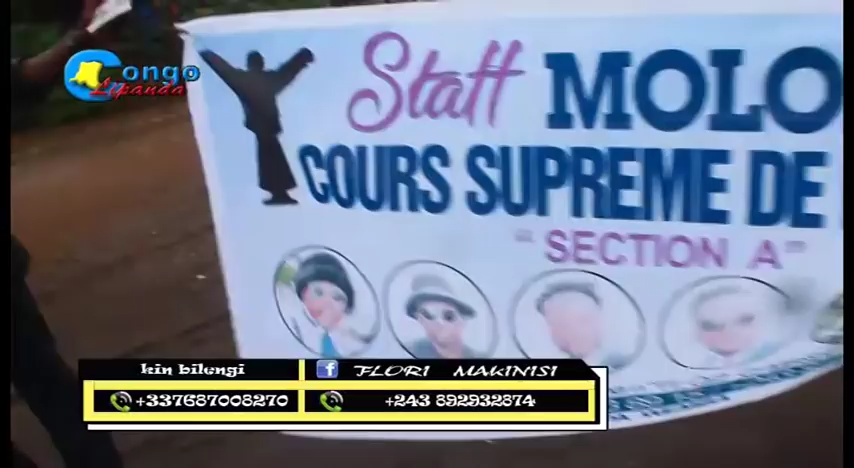 Congo
Lipanda
Staff MOLO
COURS SUPREME DE
"SECTION A"
kin bilengi
FLORI MAKINISI
+337687008270
+243 892932874